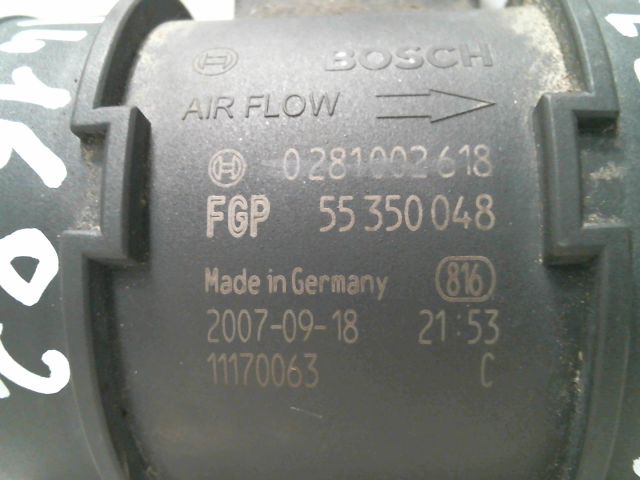 BOSCH
AIR FLOW
0 281 002 618
FGP 55 350 048
Made in Germany 816
2007-09-18 21:53
11170063 C